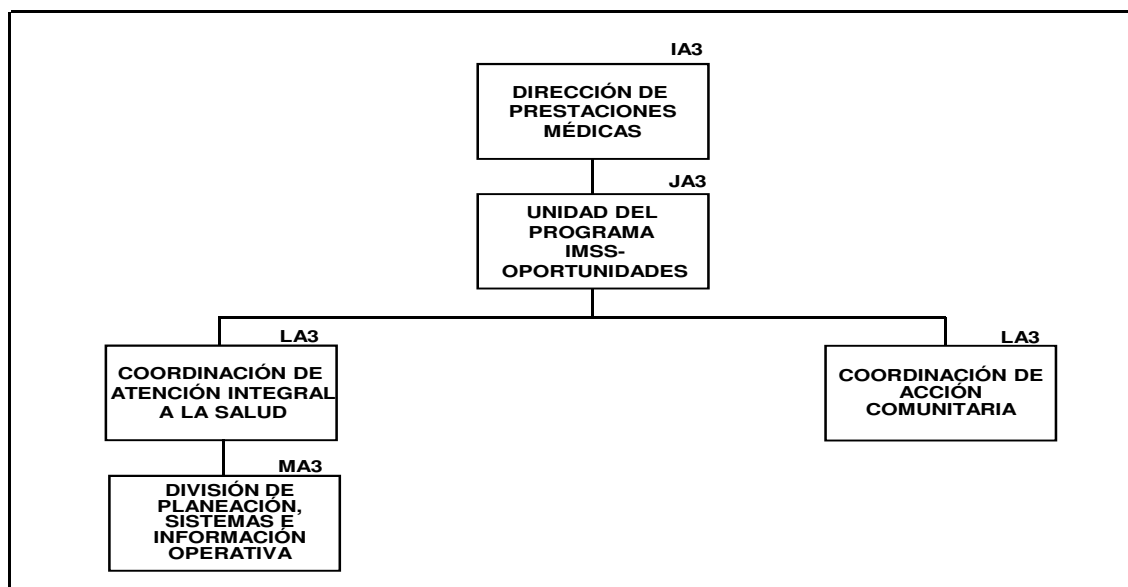 IA3
DIRECCIÓN DE
PRESTACIONES
MÉDICAS
JA3
UNIDAD DEL
PROGRAMA
IMSS-
OPORTUNIDADES
LA3
COORDINACIÓN DE
ATENCIÓN INTEGRAL
A LA SALUD
LA3
COORDINACIÓN DE
ACCIÓN
COMUNITARIA
MA3
DIVISIÓN DE
PLANEACIÓN,
SISTEMAS E
INFORMACIÓN
OPERATIVA